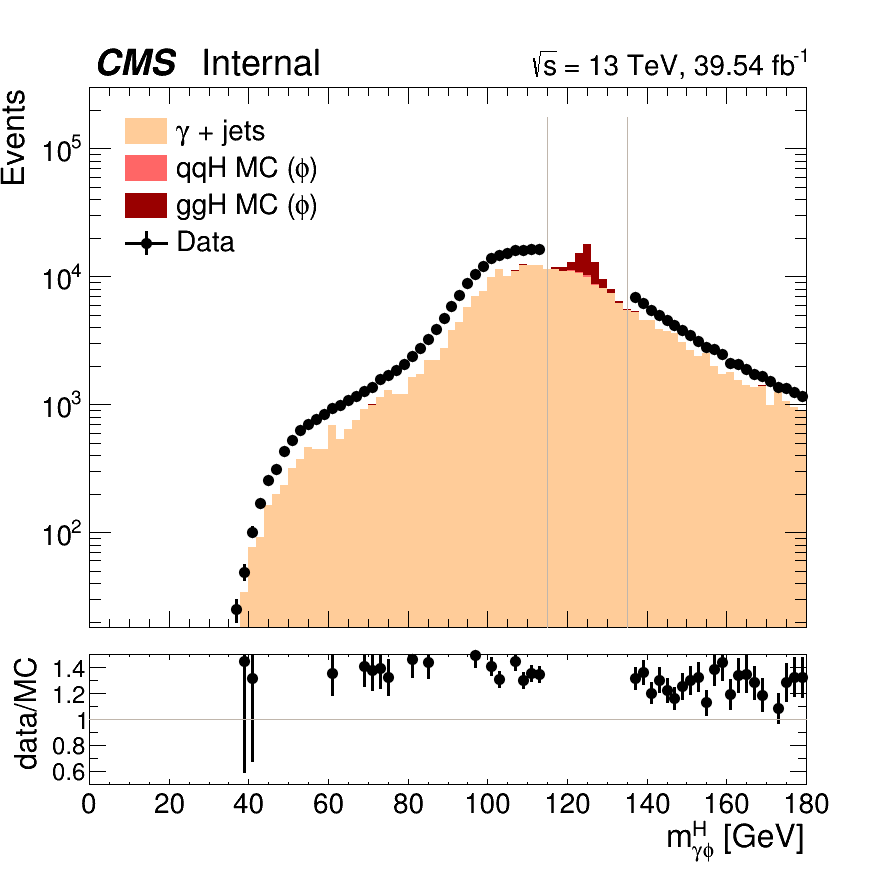 CMS Internal
√s = 13 TeV, 39.54 fb⁻¹
Events
γ + jets
qqH MC (ϕ)
ggH MC (ϕ)
Data
10⁵
10⁴
10³
10²
data/MC
1.4
1.2
1
0.8
0.6
0 20 40 60 80 100 120 140 160 180
m^H_γϕ [GeV]